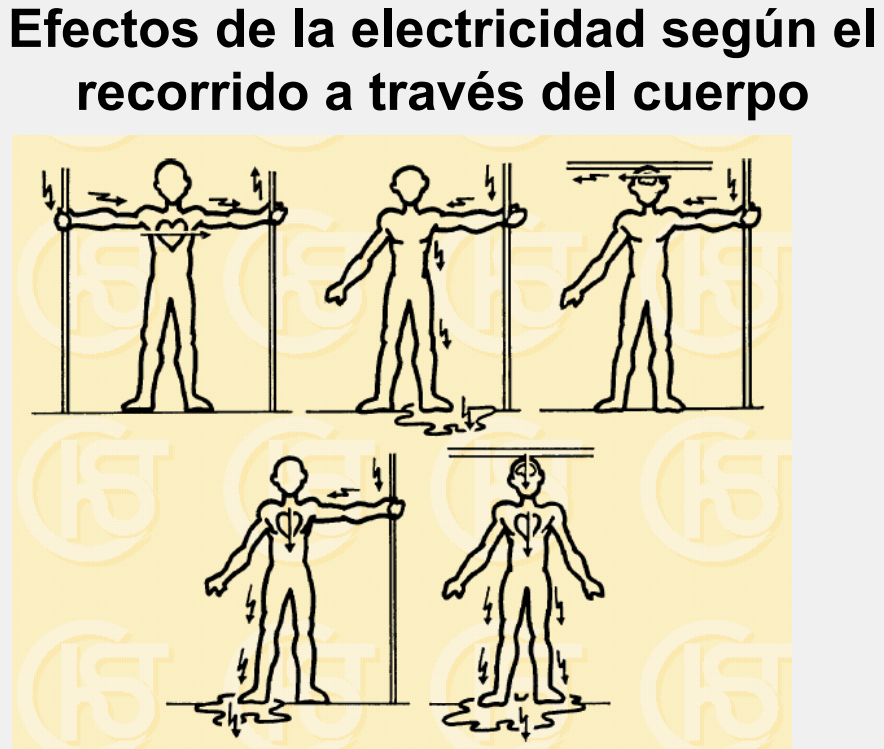 Efectos de la electricidad según el
recorrido a través del cuerpo